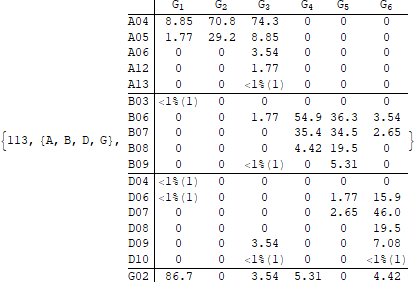 G1 G2 G3 G4 G5 G6
A04 8.85 70.8 74.3 0 0 0
A05 1.77 29.2 8.85 0 0 0
A06 0 0 3.54 0 0 0
A12 0 0 1.77 0 0 0
A13 0 0 <1%(1) 0 0 0
B03 <1%(1) 0 0 0 0 0
B06 0 0 1.77 54.9 36.3 3.54
{113, {A, B, D, G}, B07 0 0 0 35.4 34.5 2.65 }
B08 0 0 0 4.42 19.5 0
B09 0 0 <1%(1) 0 5.31 0
D04 <1%(1) 0 0 0 0 0
D06 <1%(1) 0 0 0 1.77 15.9
D07 0 0 0 0 2.65 46.0
D08 0 0 0 0 0 19.5
D09 0 0 3.54 0 0 7.08
D10 0 0 <1%(1) 0 0 <1%(1)
G02 86.7 0 3.54 5.31 0 4.42